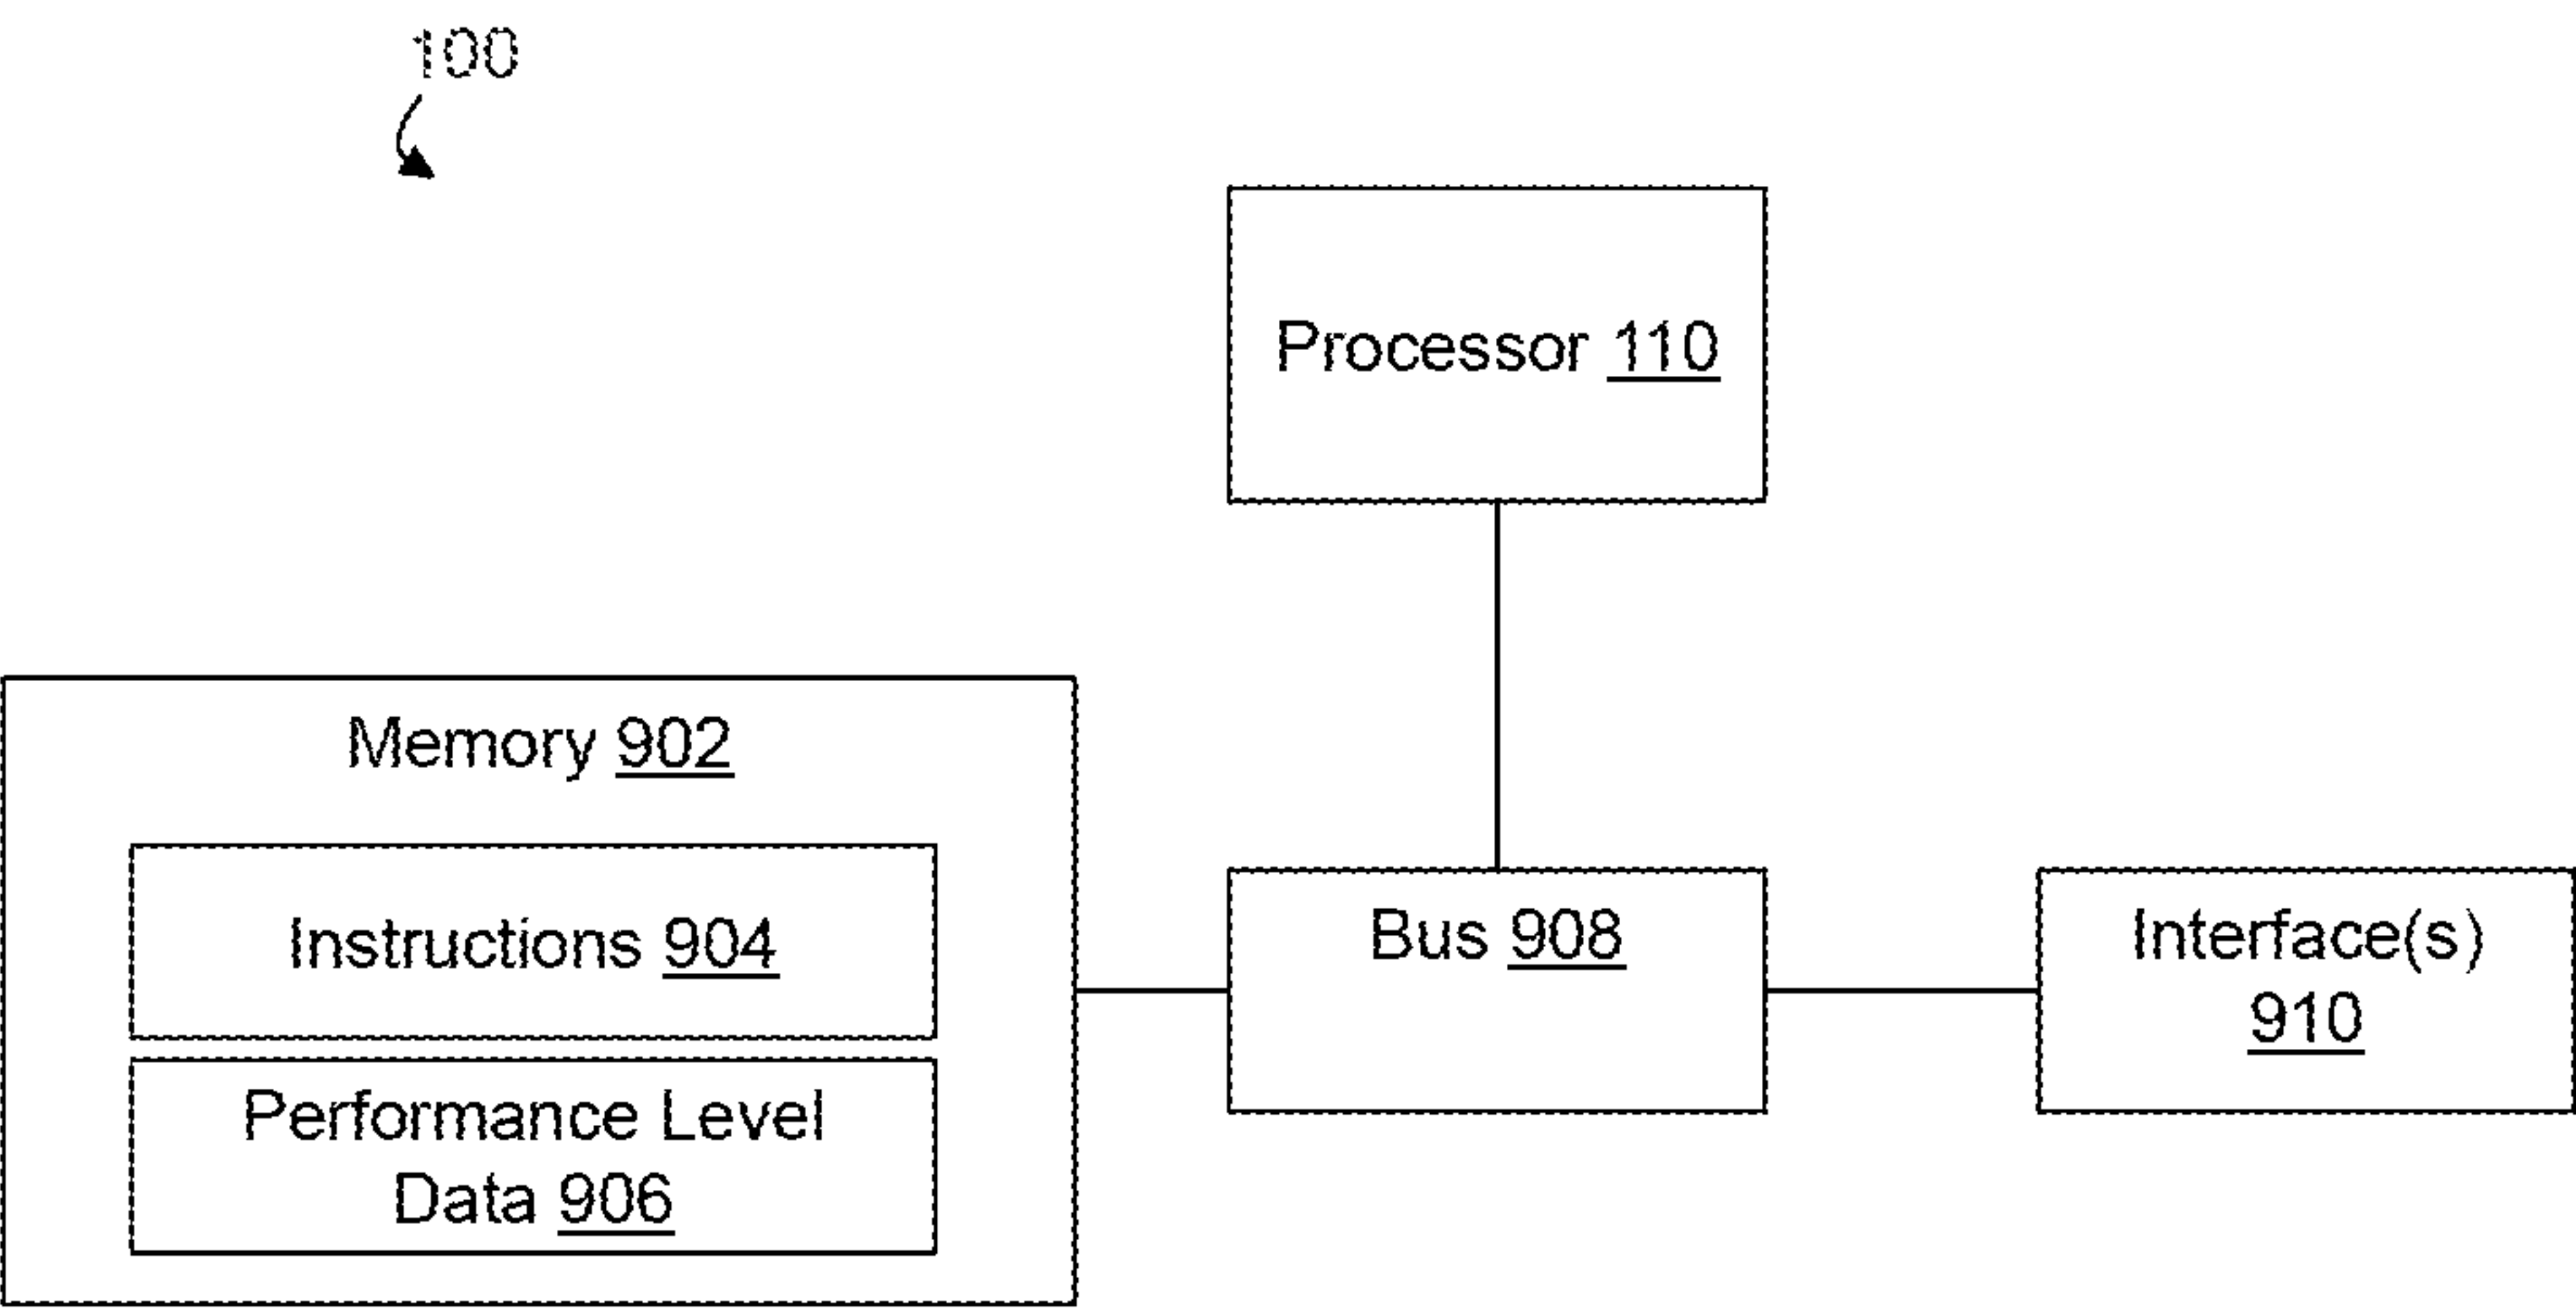 100
Processor 110
Memory 902
Instructions 904
Performance Level
Data 906
Bus 908
Interface(s)
910